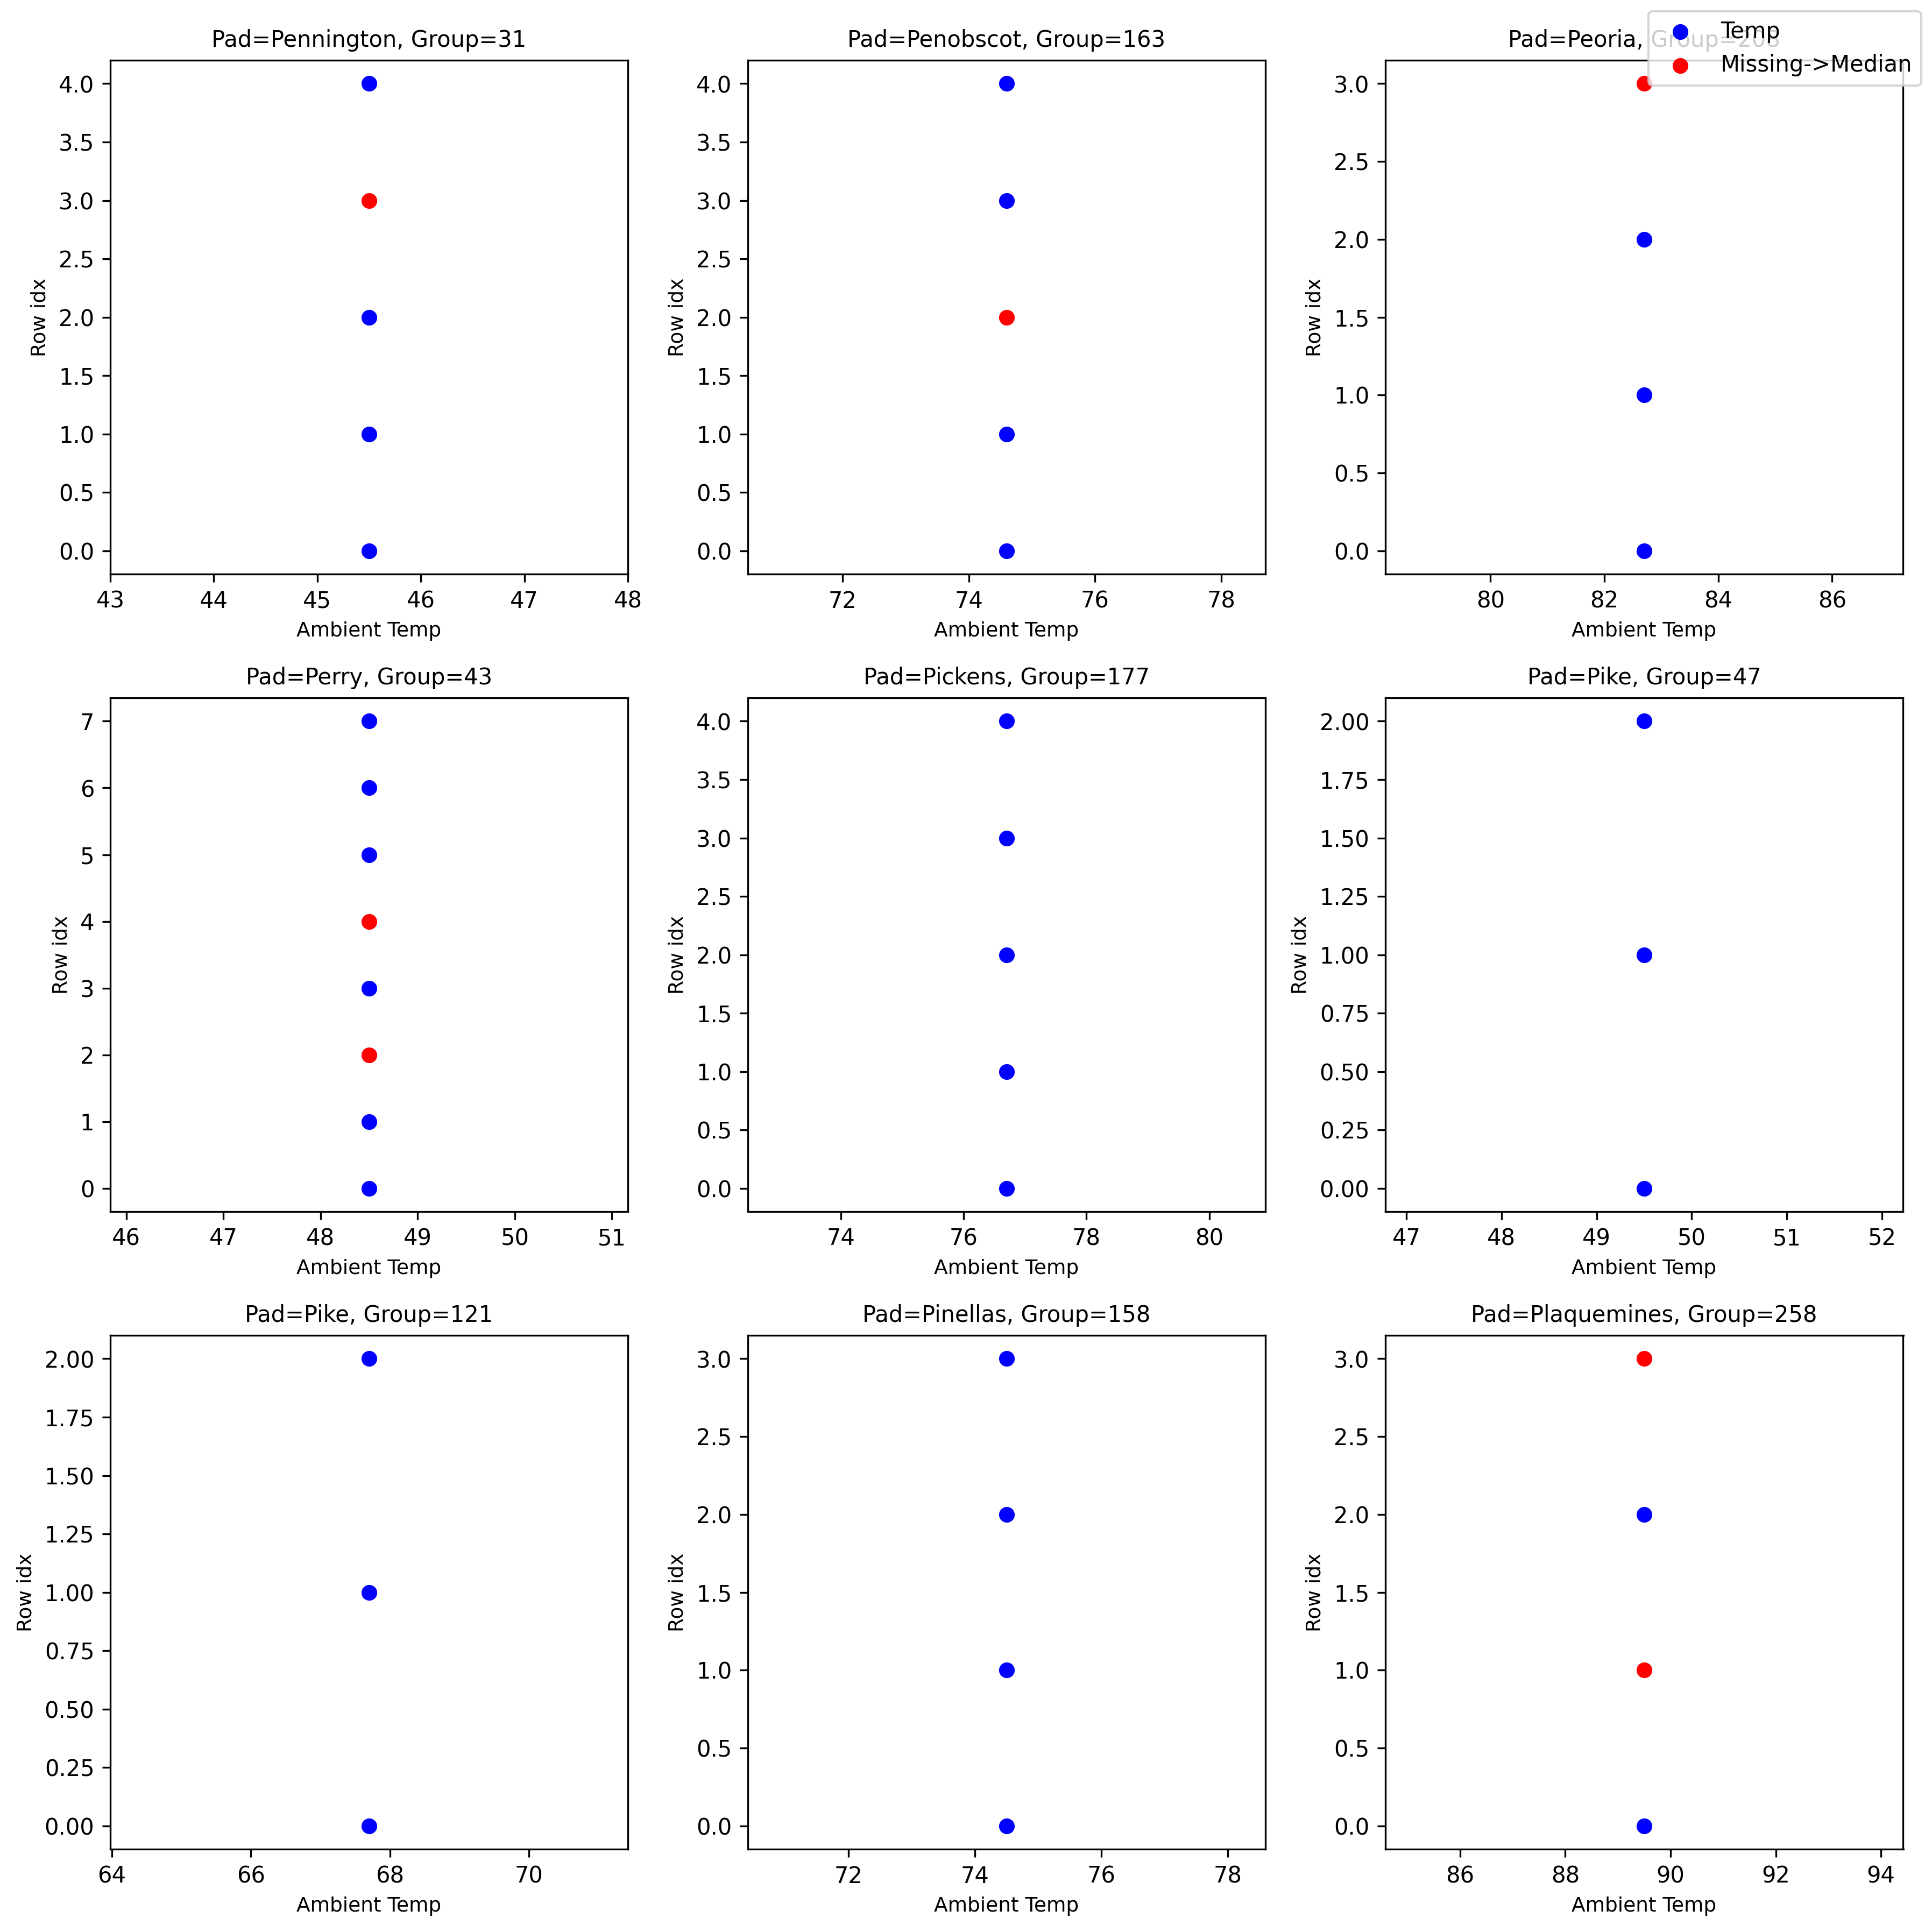 Pad=Pennington, Group=31
4.0
3.5
3.0
2.5
2.0
1.5
1.0
0.5
0.0
Row idx
43 44 45 46 47 48
Ambient Temp
Pad=Penobscot, Group=163
4.0
3.5
3.0
2.5
2.0
1.5
1.0
0.5
0.0
Row idx
72 74 76 78
Ambient Temp
Pad=Peoria, Group=
Temp
Missing->Median
3.0
2.5
2.0
1.5
1.0
0.5
0.0
Row idx
80 82 84 86
Ambient Temp
Pad=Perry, Group=43
7
6
5
4
3
2
1
0
Row idx
46 47 48 49 50 51
Ambient Temp
Pad=Pickens, Group=177
4.0
3.5
3.0
2.5
2.0
1.5
1.0
0.5
0.0
Row idx
74 76 78 80
Ambient Temp
Pad=Pike, Group=47
2.00
1.75
1.50
1.25
1.00
0.75
0.50
0.25
0.00
Row idx
47 48 49 50 51 52
Ambient Temp
Pad=Pike, Group=121
2.00
1.75
1.50
1.25
1.00
0.75
0.50
0.25
0.00
Row idx
64 66 68 70
Ambient Temp
Pad=Pinellas, Group=158
3.0
2.5
2.0
1.5
1.0
0.5
0.0
Row idx
72 74 76 78
Ambient Temp
Pad=Plaquemines, Group=258
3.0
2.5
2.0
1.5
1.0
0.5
0.0
Row idx
86 88 90 92 94
Ambient Temp